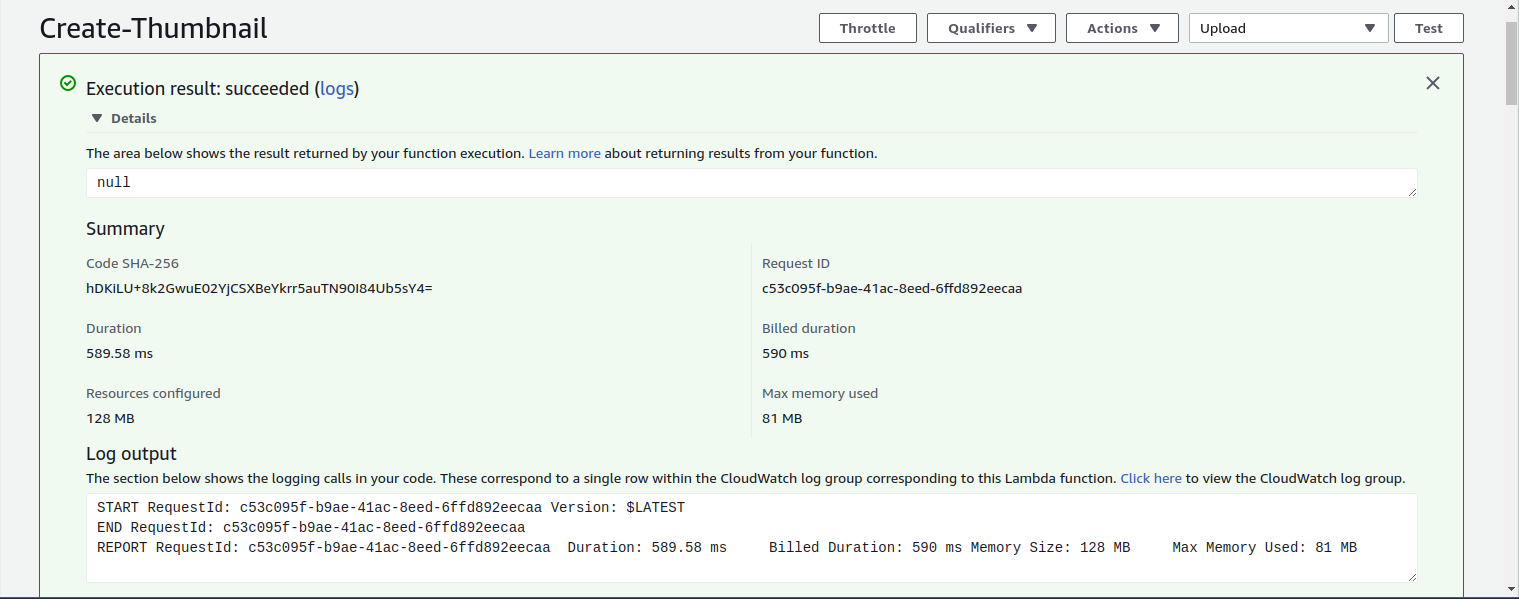 Create-Thumbnail
Throttle
Qualifiers
Actions
Upload
Test
Execution result: succeeded (logs)
Details
The area below shows the result returned by your function execution. Learn more about returning results from your function.
null
Summary
Code SHA-256
hDKiLU+8k2GwuE02YjCSXBeYkrr5auTN90I84Ub5sY4=
Request ID
c53c095f-b9ae-41ac-8eed-6ffd892eecaa
Duration
589.58 ms
Billed duration
590 ms
Resources configured
128 MB
Max memory used
81 MB
Log output
The section below shows the logging calls in your code. These correspond to a single row within the CloudWatch log group corresponding to this Lambda function. Click here to view the CloudWatch log group.
START RequestId: c53c095f-b9ae-41ac-8eed-6ffd892eecaa Version: $LATEST
END RequestId: c53c095f-b9ae-41ac-8eed-6ffd892eecaa
REPORT RequestId: c53c095f-b9ae-41ac-8eed-6ffd892eecaa  Duration: 589.58 ms     Billed Duration: 590 ms Memory Size: 128 MB     Max Memory Used: 81 MB